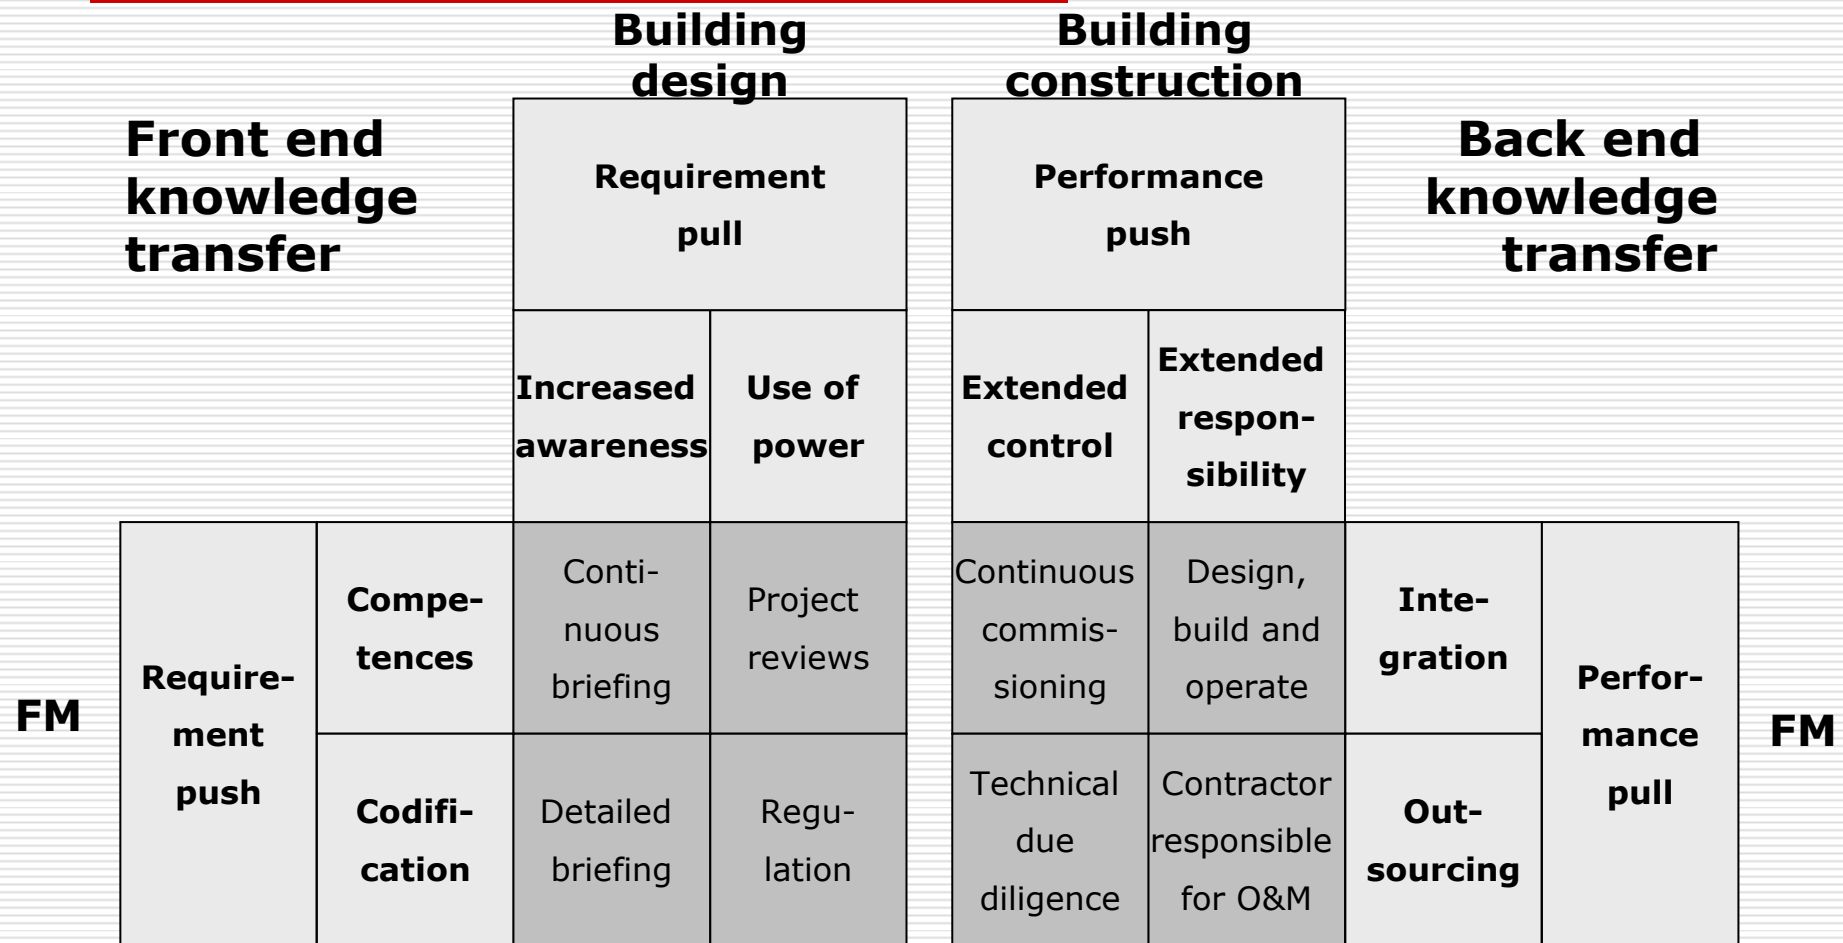 Building
design
Building
construction
Front end
knowledge
transfer
Requirement
pull
Performance
push
Back end
knowledge
transfer
Increased
awareness
Use of
power
Extended
control
Extended
respon-
sibility
FM
Require-
ment
push
Compe-
tences
Conti-
nuous
briefing
Project
reviews
Continuous
commis-
sioning
Design,
build and
operate
Inte-
gration
Perfor-
mance
pull
FM
Codifi-
cation
Detailed
briefing
Regu-
lation
Technical
due
diligence
Contractor
responsible
for O&M
Out-
sourcing